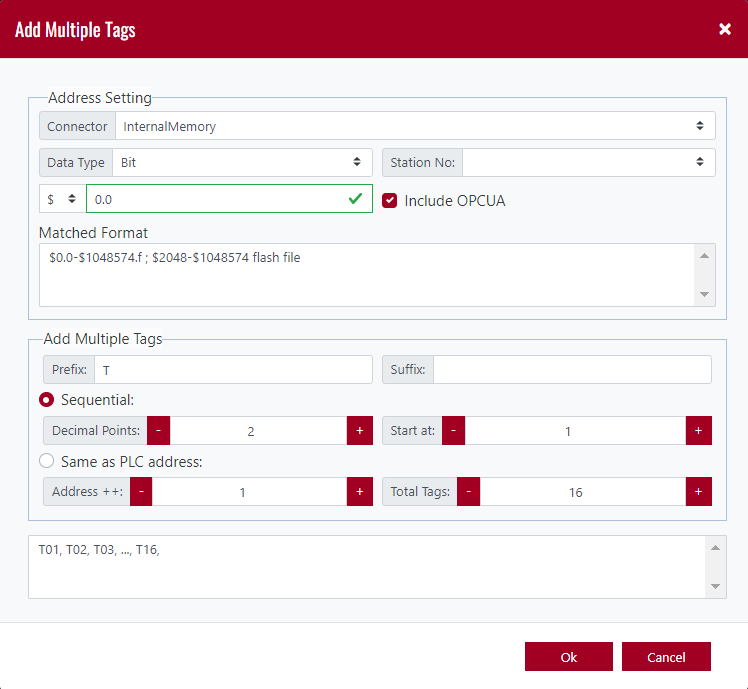 Add Multiple Tags ×
Address Setting
Connector InternalMemory
Data Type Bit Station No:
$ 0.0 Include OPCUA
Matched Format
$0.0-$1048574.f ; $2048-$1048574 flash file
Add Multiple Tags
Prefix: T Suffix:
Sequential:
Decimal Points: - 2 + Start at: - 1 +
Same as PLC address:
Address ++: - 1 + Total Tags: - 16 +
T01, T02, T03, ..., T16,
Ok Cancel